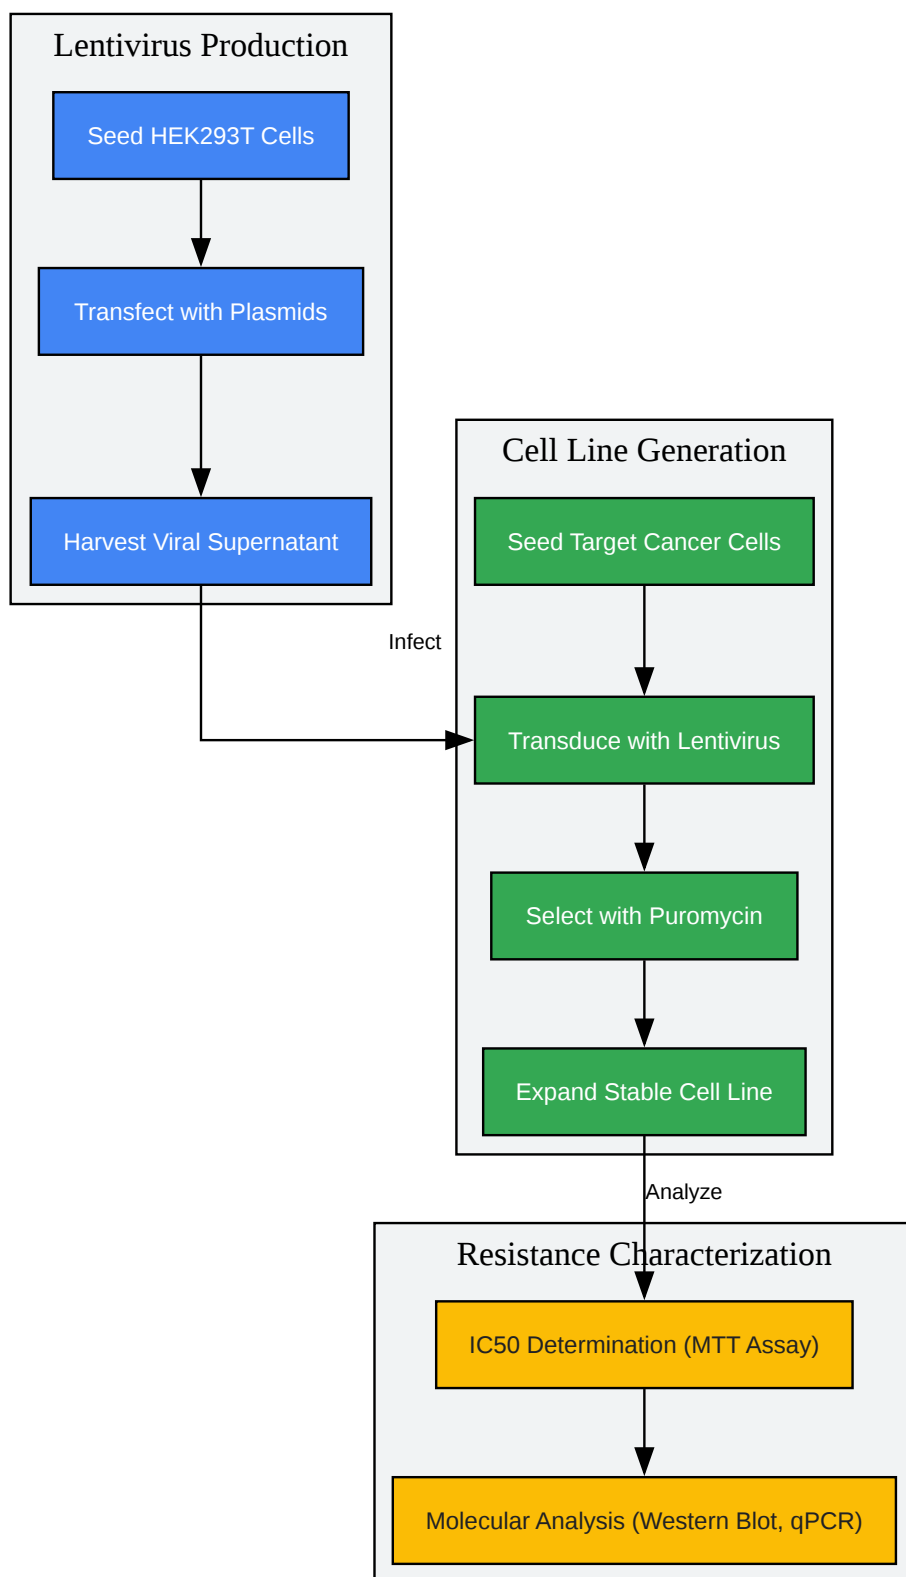 Lentivirus Production
Seed HEK293T Cells
Transfect with Plasmids
Harvest Viral Supernatant
Infect
Cell Line Generation
Seed Target Cancer Cells
Transduce with Lentivirus
Select with Puromycin
Expand Stable Cell Line
Analyze
Resistance Characterization
IC50 Determination (MTT Assay)
Molecular Analysis (Western Blot, qPCR)